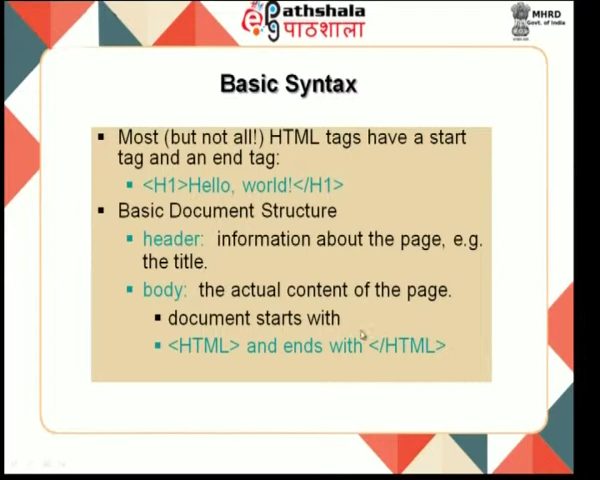 ePathshala
पाठशाला
MHRD
Govt. of India
Basic Syntax
Most (but not all!) HTML tags have a start
tag and an end tag:
<H1>Hello, world!</H1>
Basic Document Structure
header: information about the page, e.g.
the title.
body: the actual content of the page.
document starts with
<HTML> and ends with </HTML>